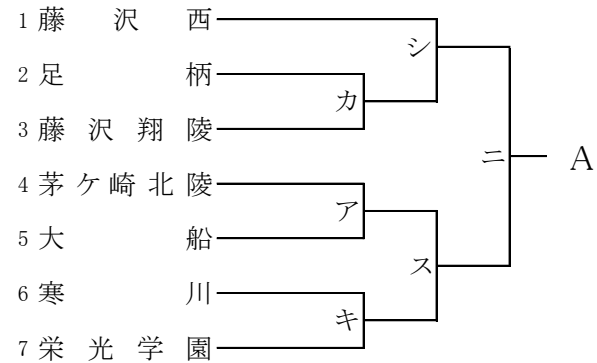 1 藤沢西
シ
2 足柄
カ
3 藤沢翔陵
ニ A
4 茅ケ崎北陵
ア
5 大船
ス
6 寒川
キ
7 栄光学園